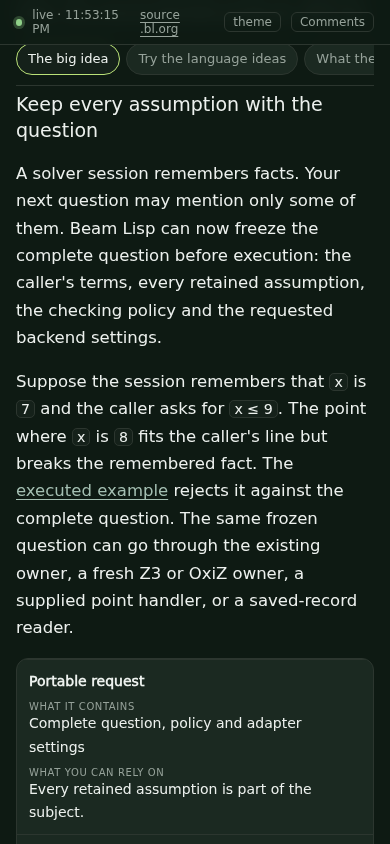 live · 11:53:15
PM
source
.bl.org
theme
Comments
The big idea
Try the language ideas
What the
Keep every assumption with the
question
A solver session remembers facts. Your
next question may mention only some of
them. Beam Lisp can now freeze the
complete question before execution: the
caller's terms, every retained assumption,
the checking policy and the requested
backend settings.
Suppose the session remembers that x is
7 and the caller asks for x ≤ 9. The point
where x is 8 fits the caller's line but
breaks the remembered fact. The
executed example rejects it against the
complete question. The same frozen
question can go through the existing
owner, a fresh Z3 or OxiZ owner, a
supplied point handler, or a saved-record
reader.
Portable request
WHAT IT CONTAINS
Complete question, policy and adapter
settings
WHAT YOU CAN RELY ON
Every retained assumption is part of the
subject.